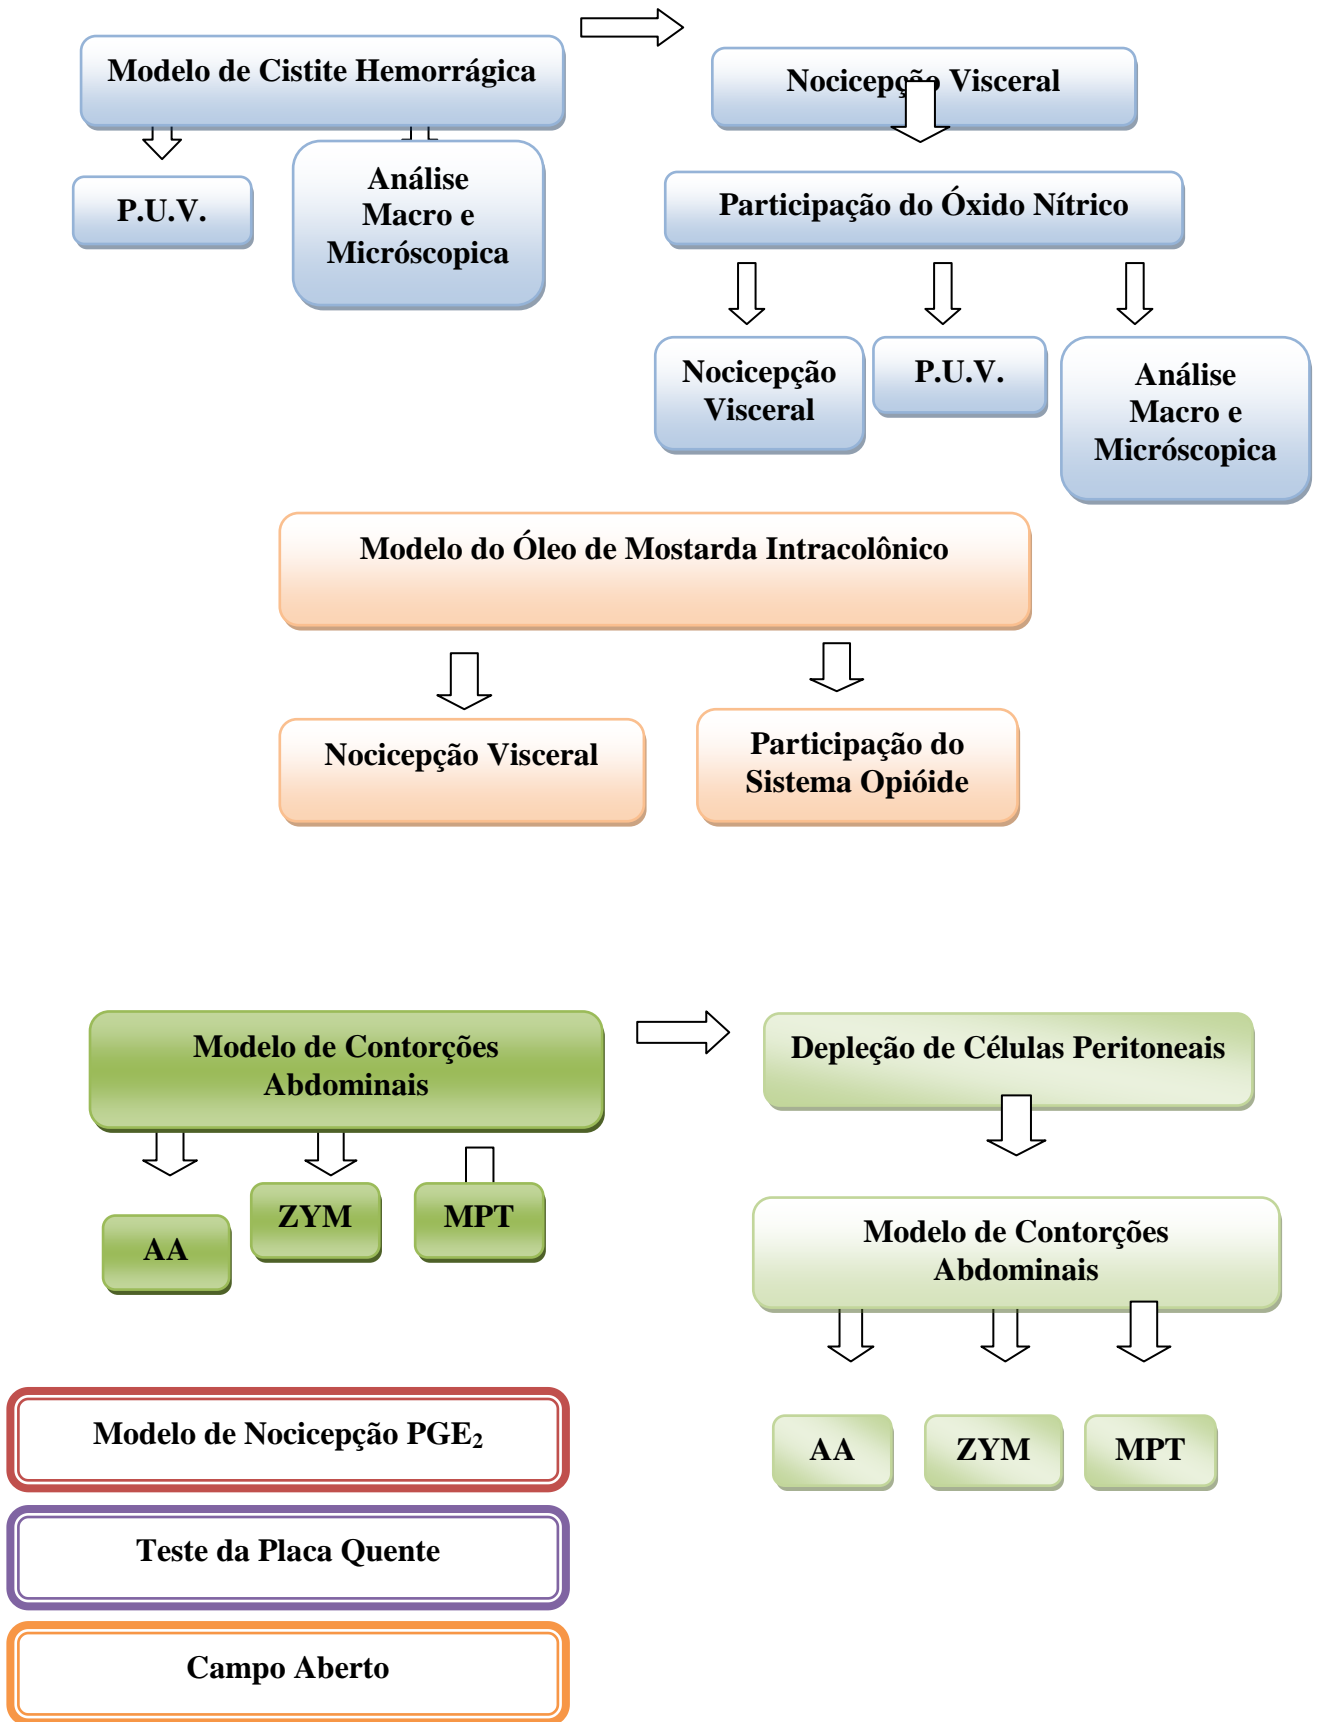 Modelo de Cistite Hemorrágica
Nocicepção Visceral
P.U.V.
Análise
Macro e
Micróscopica
Participação do Óxido Nítrico
Nocicepção
Visceral
P.U.V.
Análise
Macro e
Micróscopica
Modelo do Óleo de Mostarda Intracolônico
Nocicepção Visceral
Participação do
Sistema Opióide
Modelo de Contorções
Abdominais
Depleção de Células Peritoneais
AA
ZYM
MPT
Modelo de Contorções
Abdominais
AA
ZYM
MPT
Modelo de Nocicepção PGE₂
Teste da Placa Quente
Campo Aberto